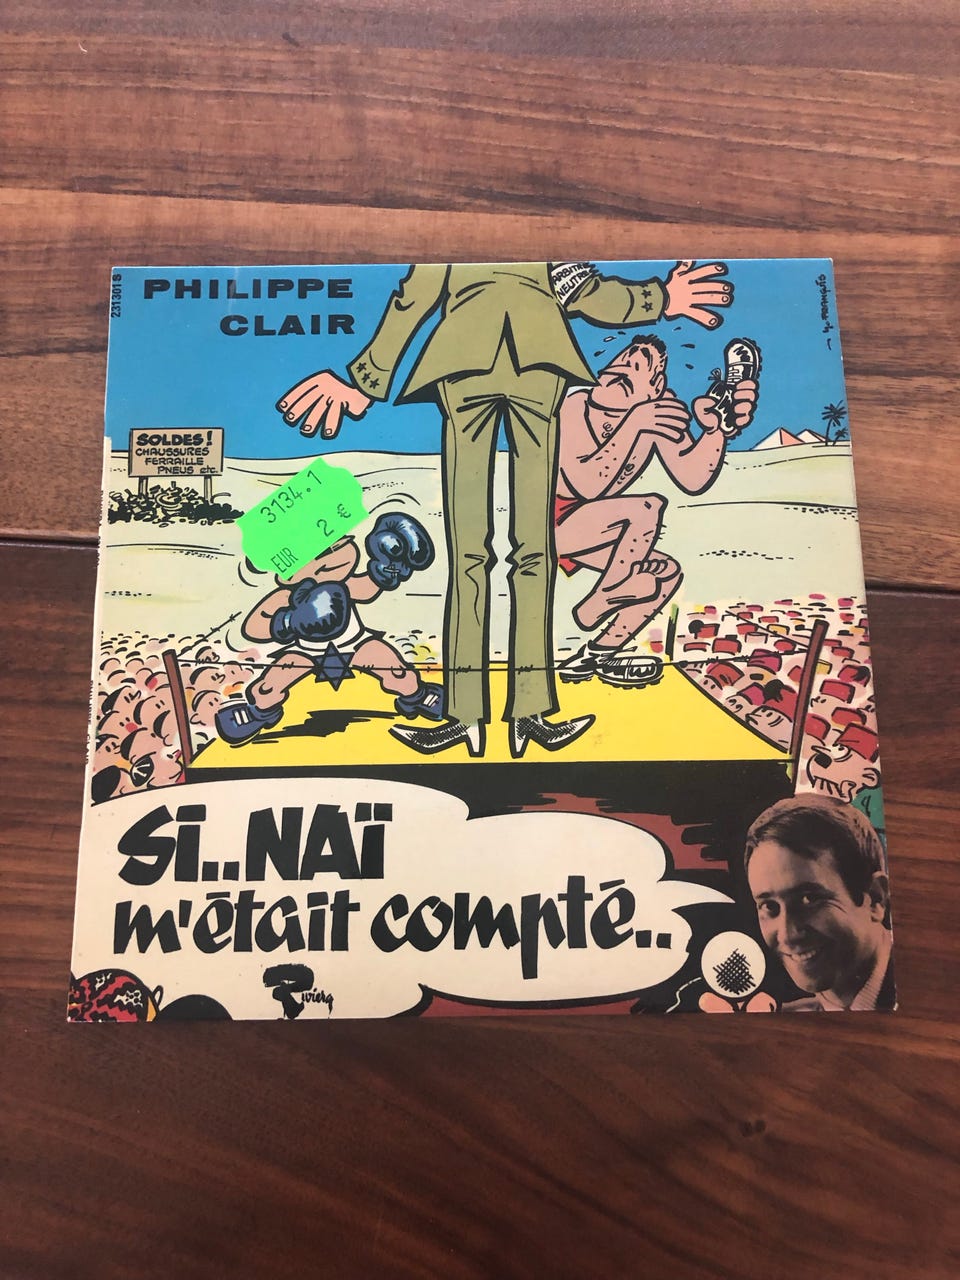 231301 S
PHILIPPE
CLAIR
ARBITRE
NEUTRE
SOLDES!
CHAUSSURES
FERRAILLE
PNEUS etc.
3134.1
EUR 2 €
Si..NAÏ
m'était compté..
Riviera